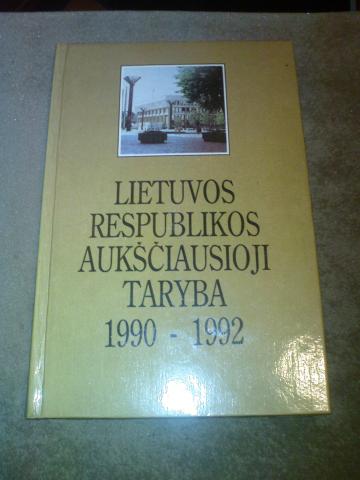 LIETUVOS
RESPUBLIKOS
AUKŠČIAUSIOJI
TARYBA
1990 - 1992